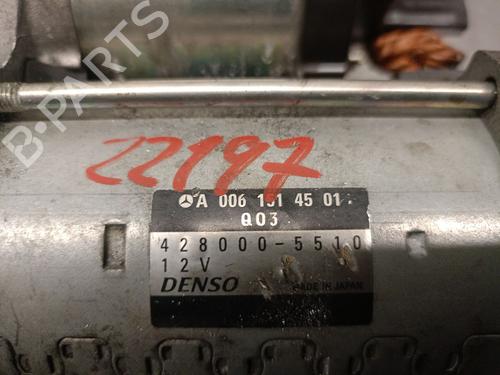 B-PARTS
22197
A 006 151 45 01
Q03
428000-5510
12V
DENSO MADE IN JAPAN